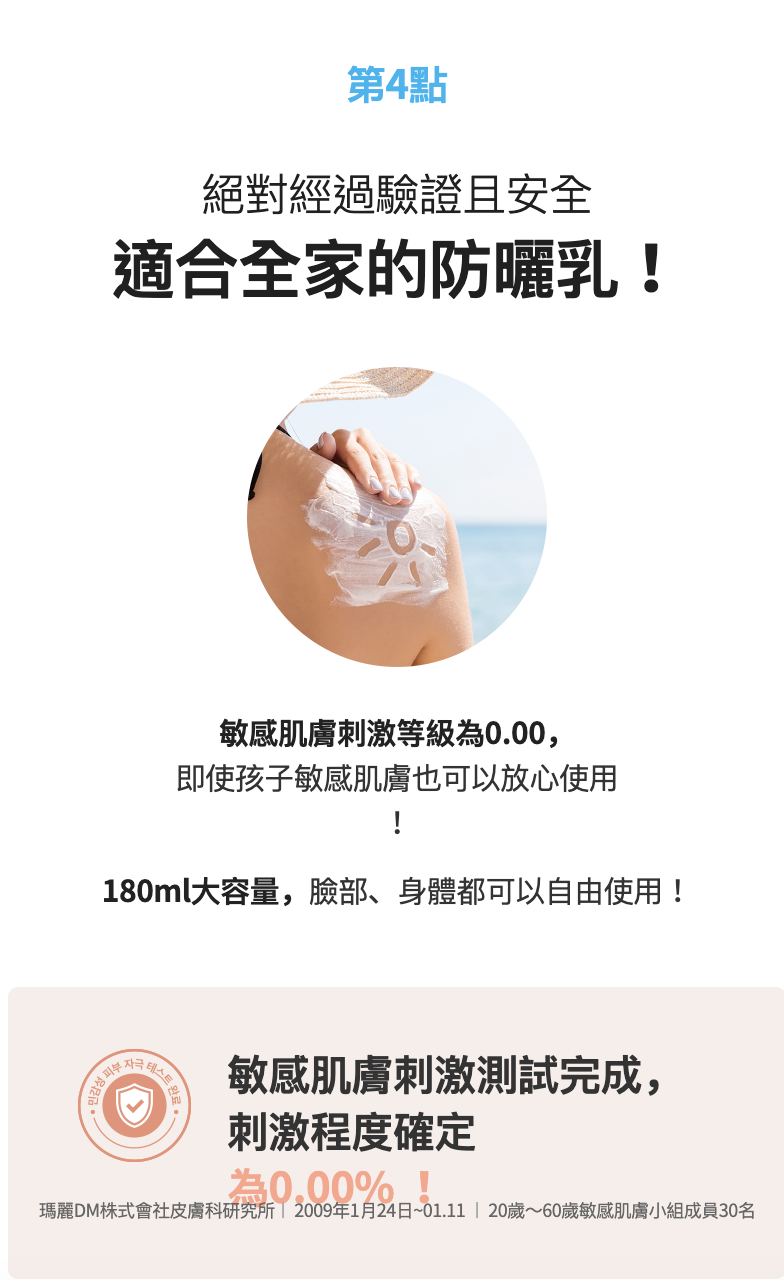 第4點
絕對經過驗證且安全
適合全家的防曬乳！
敏感肌膚刺激等級為0.00，
即使孩子敏感肌膚也可以放心使用
！
180ml大容量，臉部、身體都可以自由使用！
민감성 피부 자극 테스트 완료
敏感肌膚刺激測試完成，
刺激程度確定
為0.00%！
瑪麗DM株式會社皮膚科研究所丨 2009年1月24日~01.11 丨 20歲～60歲敏感肌膚小組成員30名